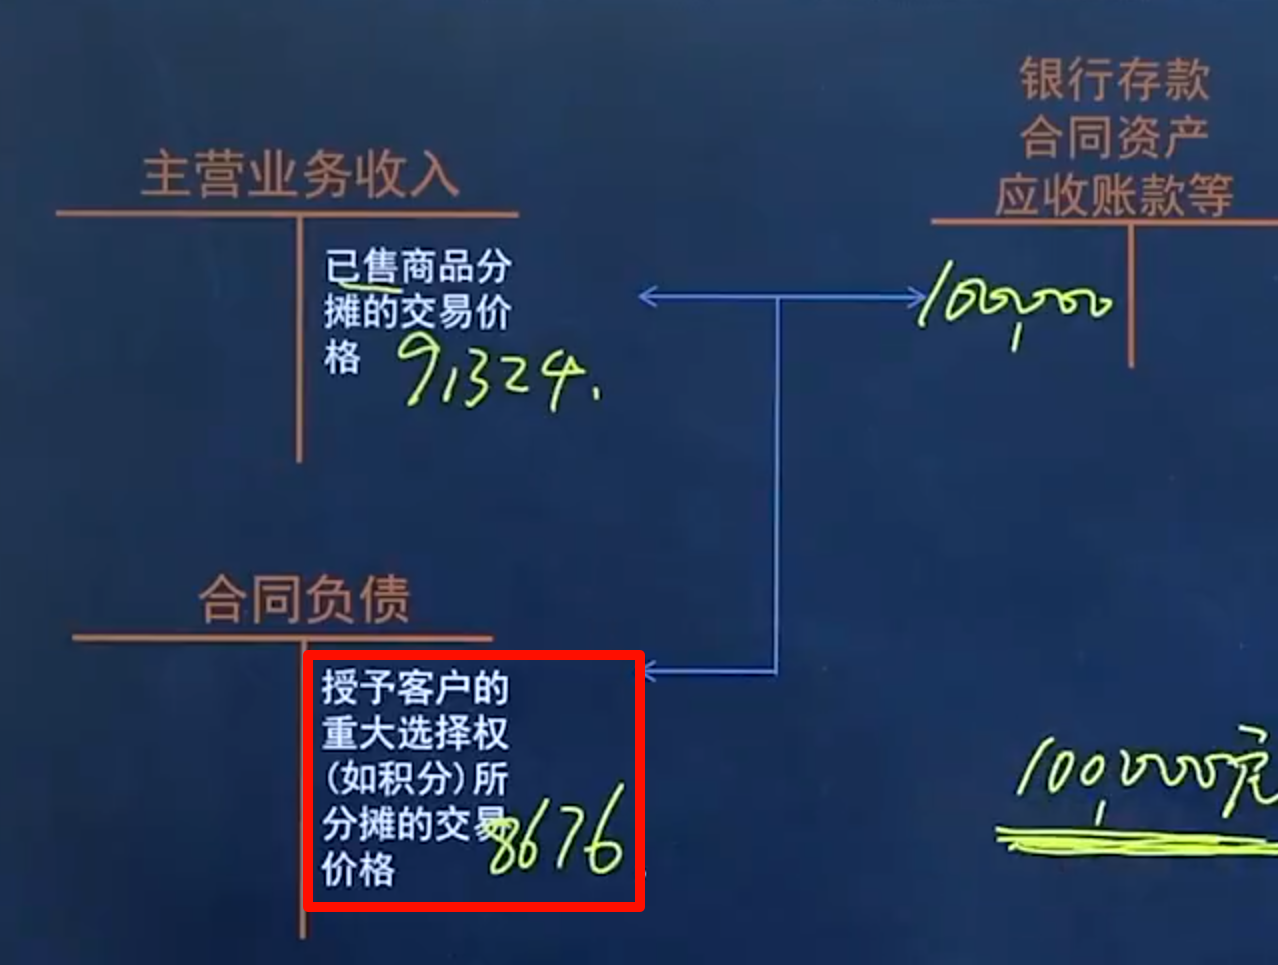 银行存款
合同资产
应收账款等
主营业务收入
已售商品分
摊的交易价
格
91324.
100,000
合同负债
授予客户的
重大选择权
(如积分)所
分摊的交易
价格
8676
100,000元